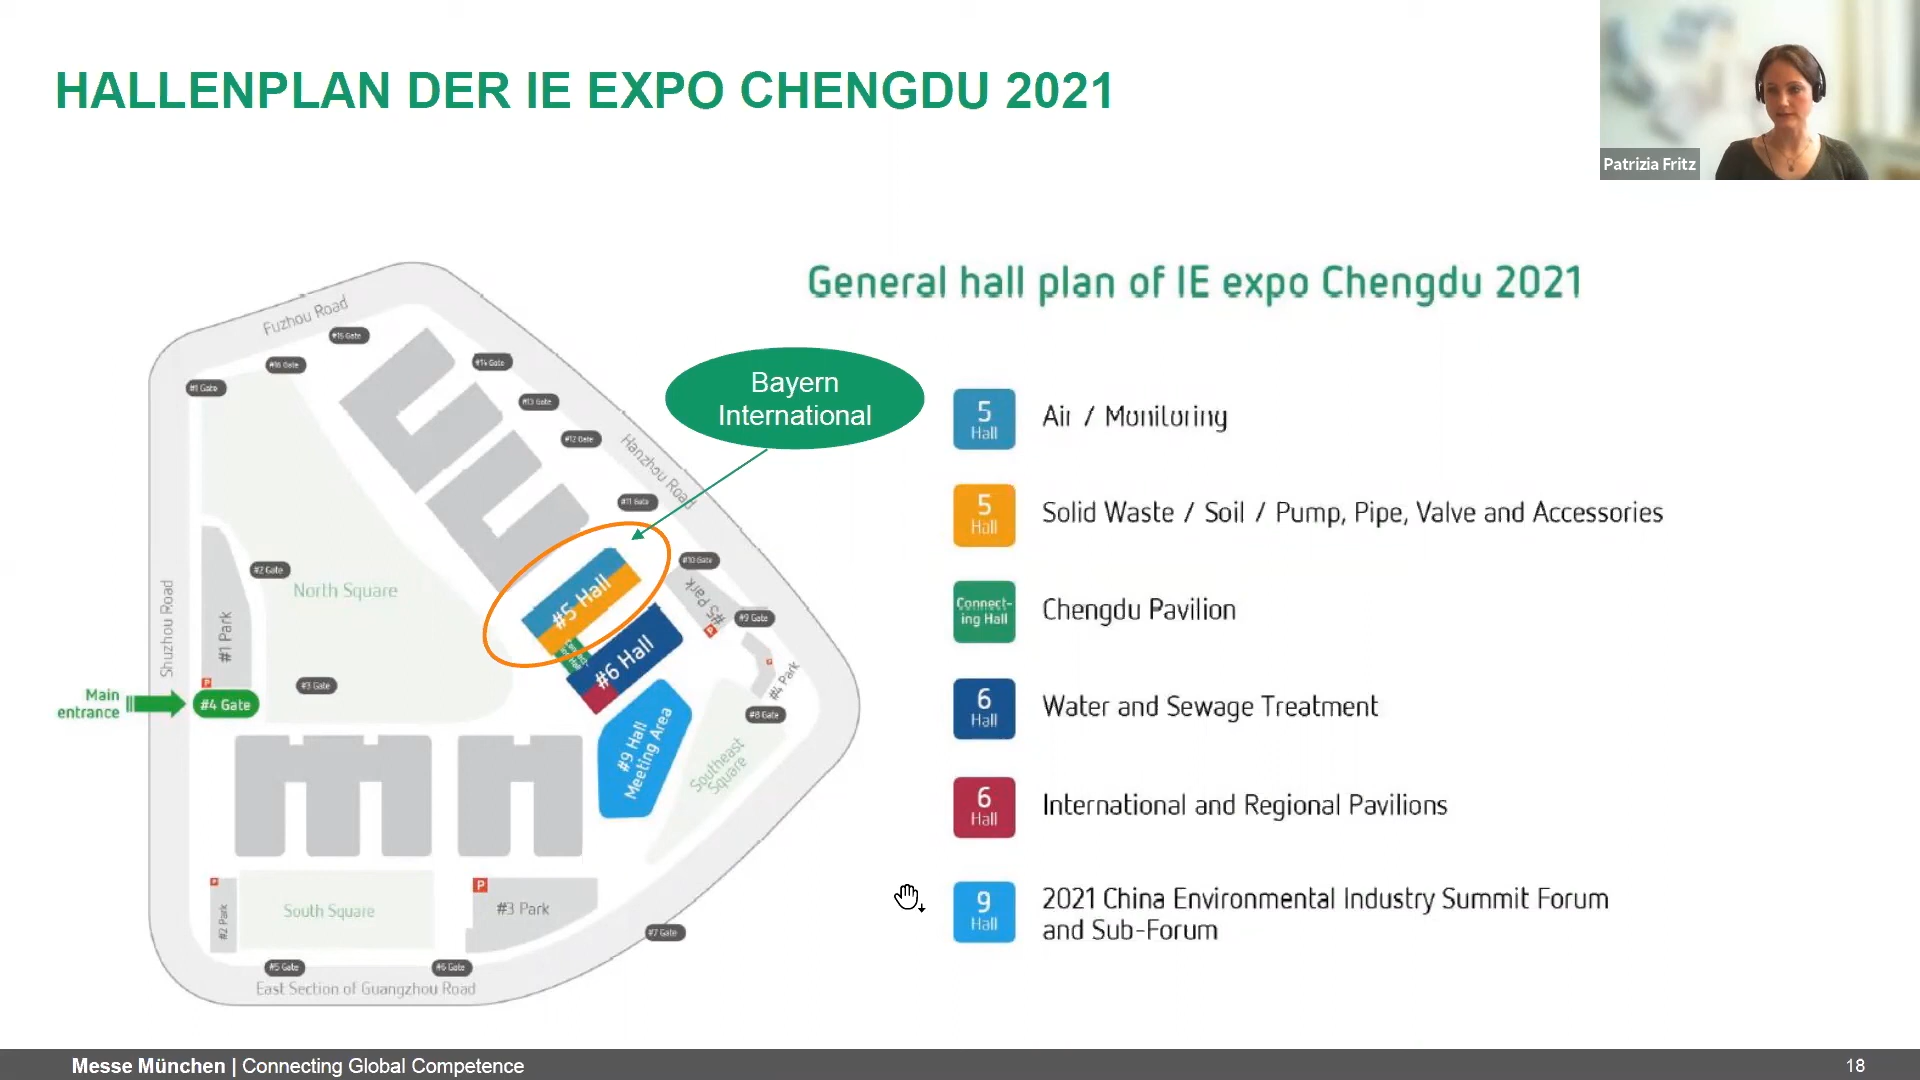 HALLENPLAN DER IE EXPO CHENGDU 2021
Patrizia Fritz
General hall plan of IE expo Chengdu 2021
Fuzhou Road
#15 Gate
#16 Gate
#1 Gate
#14 Gate
#13 Gate
#12 Gate
Hanzhou Road
#11 Gate
Bayern
International
#10 Gate
#5 Park
P
#9 Gate
#4 Park
#8 Gate
#2 Gate
North Square
Shuzhou Road
#1 Park
P
#3 Gate
Main
entrance
#4 Gate
#5 Hall
#6 Hall
#9 Hall
Meeting Area
Southeast
Square
#2 Park
P
South Square
P
#3 Park
#7 Gate
#5 Gate
#6 Gate
East Section of Guangzhou Road
5
Hall
Air / Monitoring
5
Hall
Solid Waste / Soil / Pump, Pipe, Valve and Accessories
Connect-
ing Hall
Chengdu Pavilion
6
Hall
Water and Sewage Treatment
6
Hall
International and Regional Pavilions
9
Hall
2021 China Environmental Industry Summit Forum
and Sub-Forum
Messe München | Connecting Global Competence
18